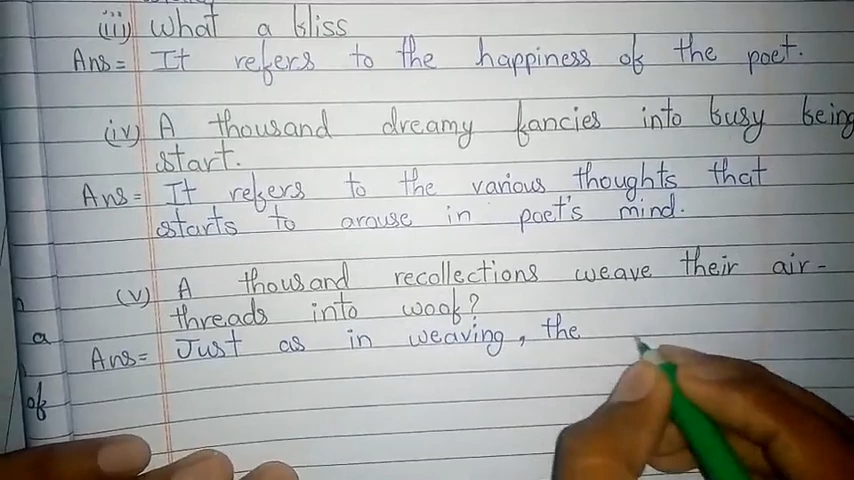 (iii) What a bliss
Ans= It refers to the happiness of the poet.
(iv) A thousand dreamy fancies into busy being
start.
Ans= It refers to the various thoughts that
starts to arouse in poet's mind.
(v) A thousand recollections weave their air-
threads into woof?
a
Ans= Just as in weaving, the
of